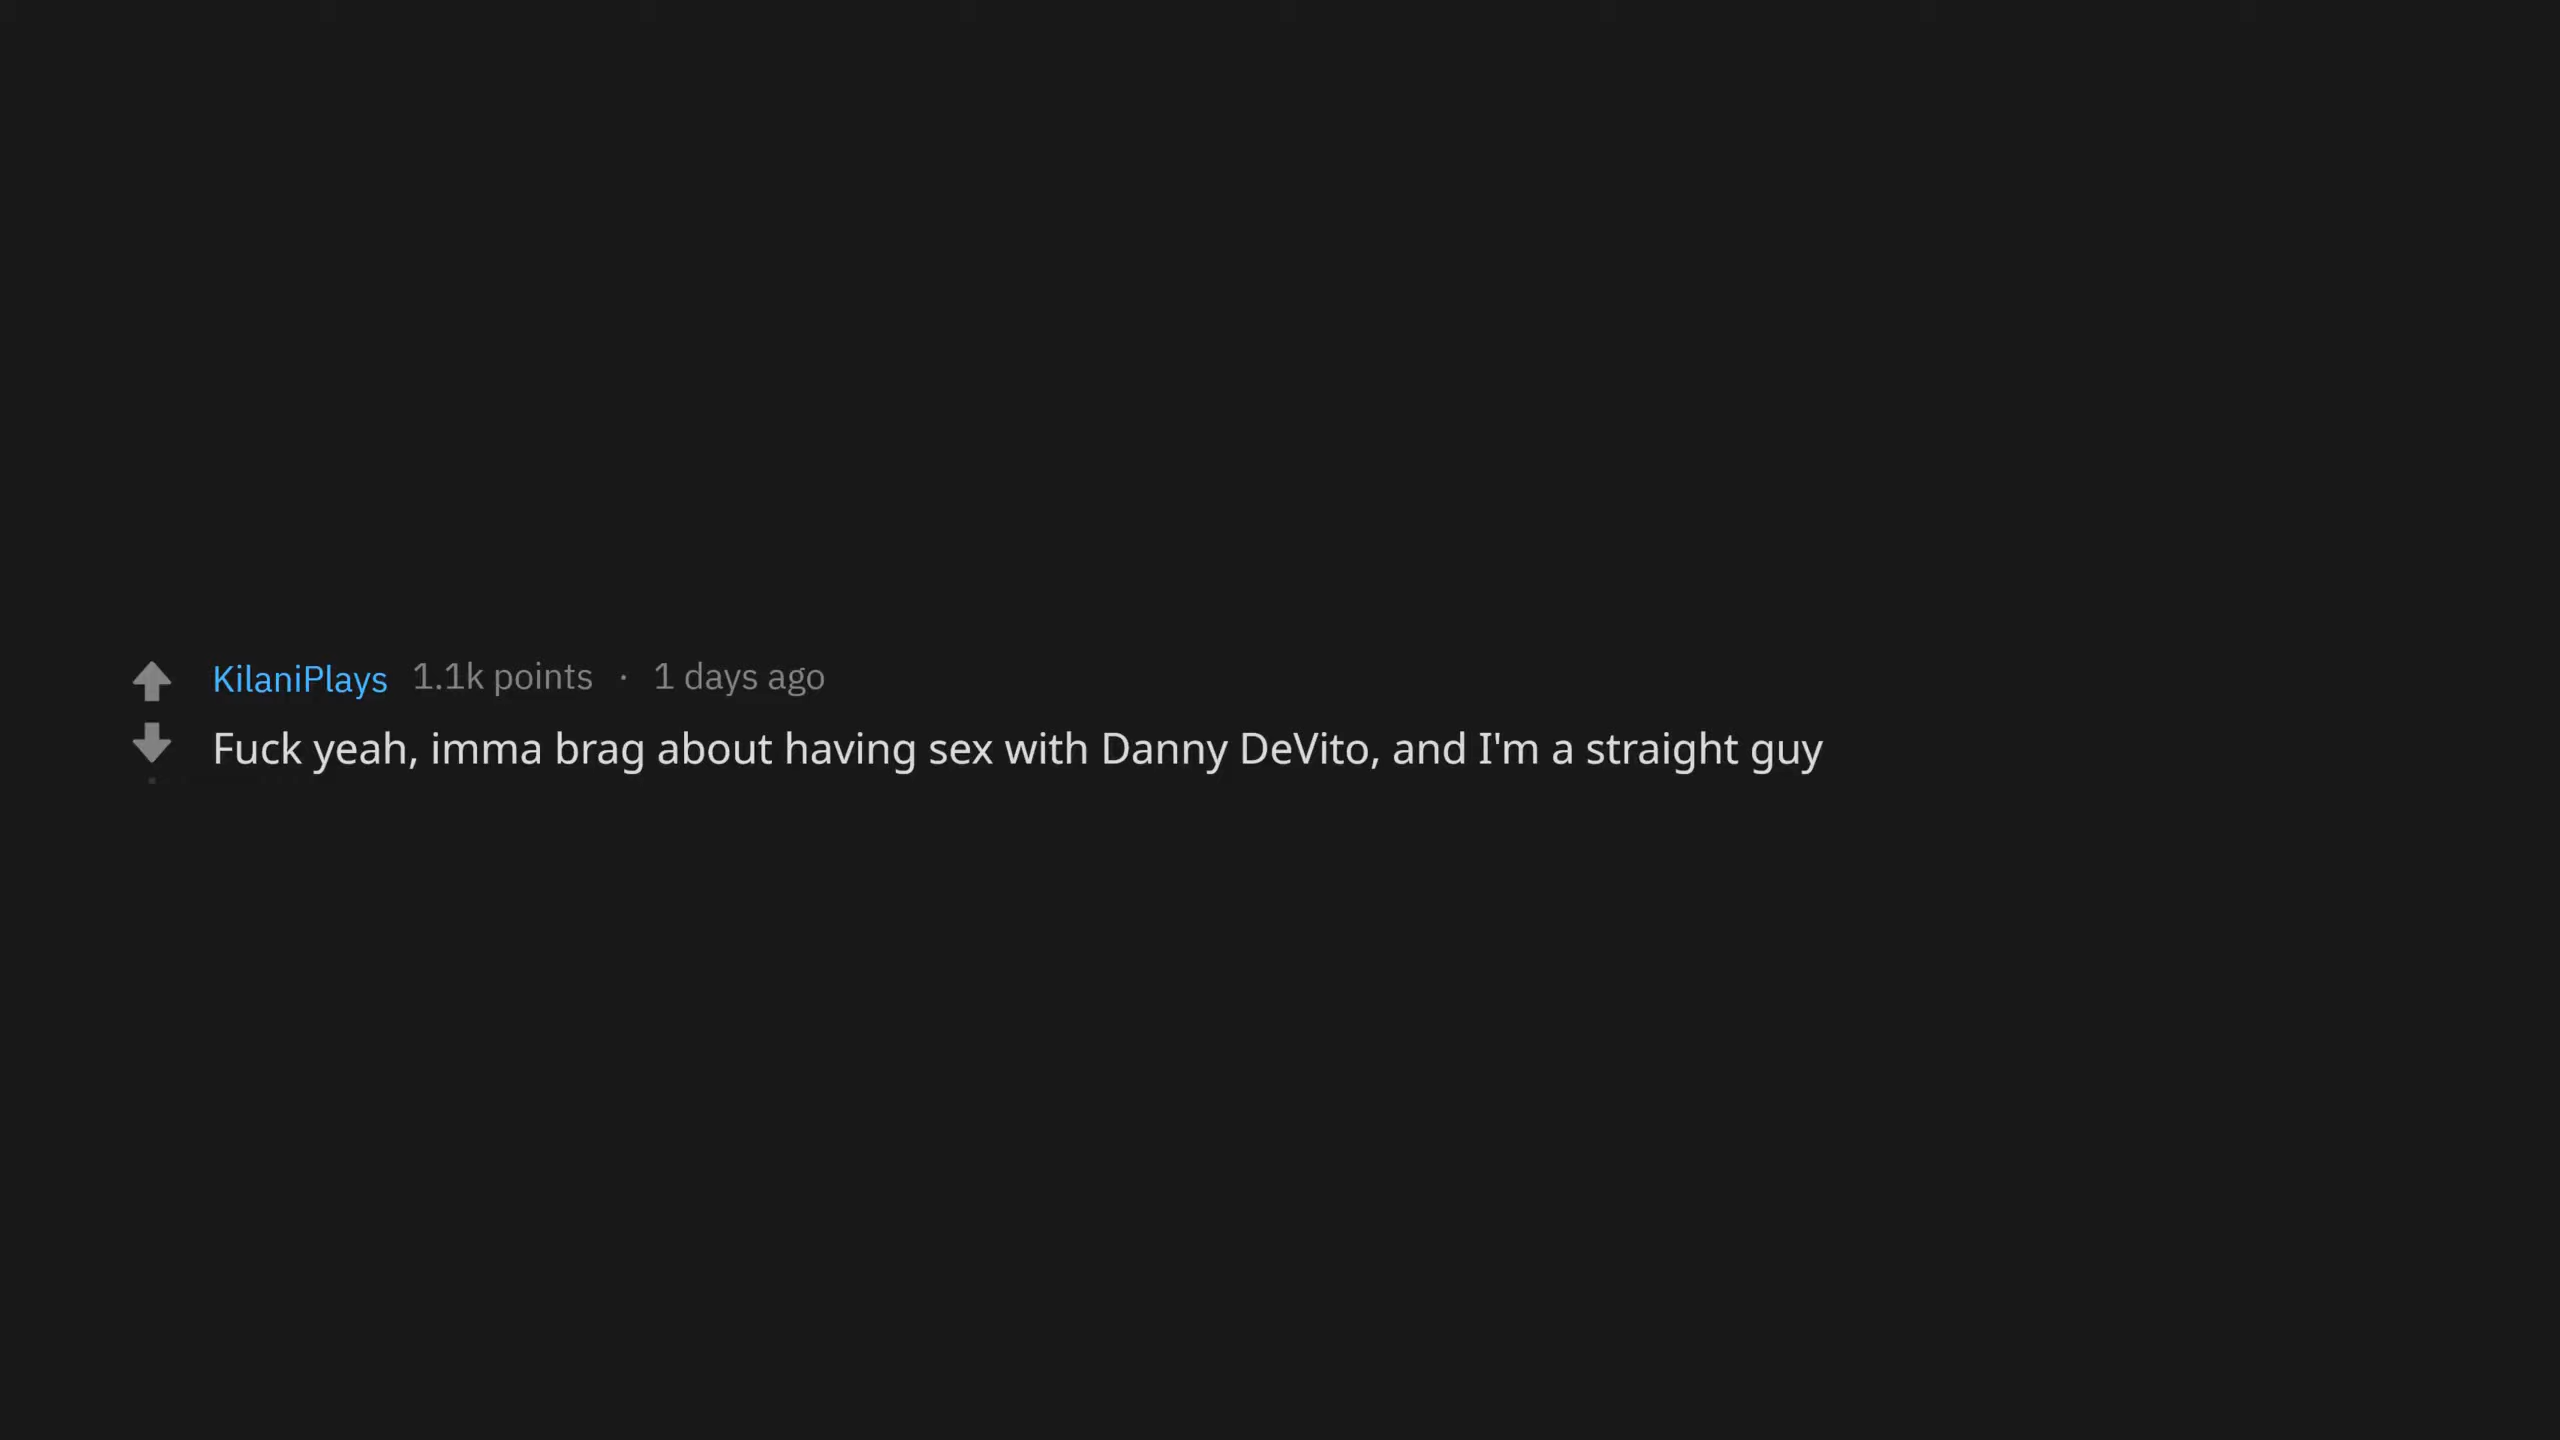 KilaniPlays 1.1k points · 1 days ago
Fuck yeah, imma brag about having sex with Danny DeVito, and I'm a straight guy